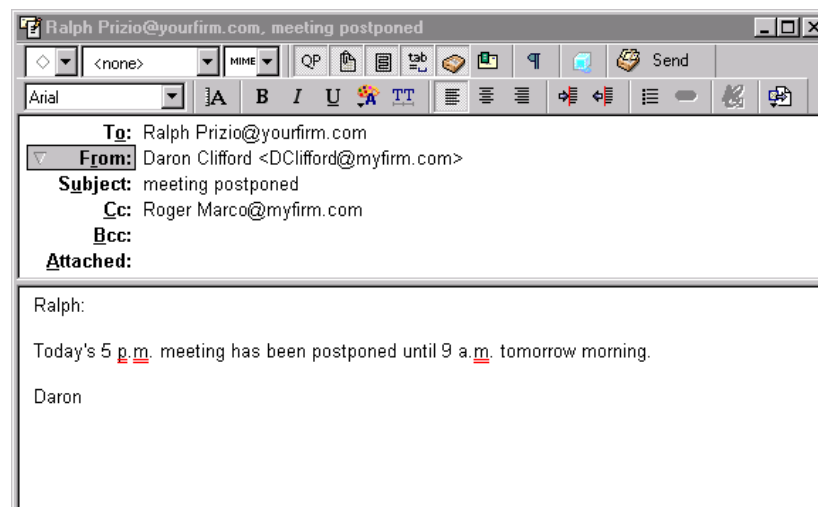 Ralph Prizio@yourfirm.com, meeting postponed
<none> MIME QP tab Send
Arial A B I U A TT
To: Ralph Prizio@yourfirm.com
From: Daron Clifford <DClifford@myfirm.com>
Subject: meeting postponed
Cc: Roger Marco@myfirm.com
Bcc:
Attached:
Ralph:
Today's 5 p.m. meeting has been postponed until 9 a.m. tomorrow morning.
Daron